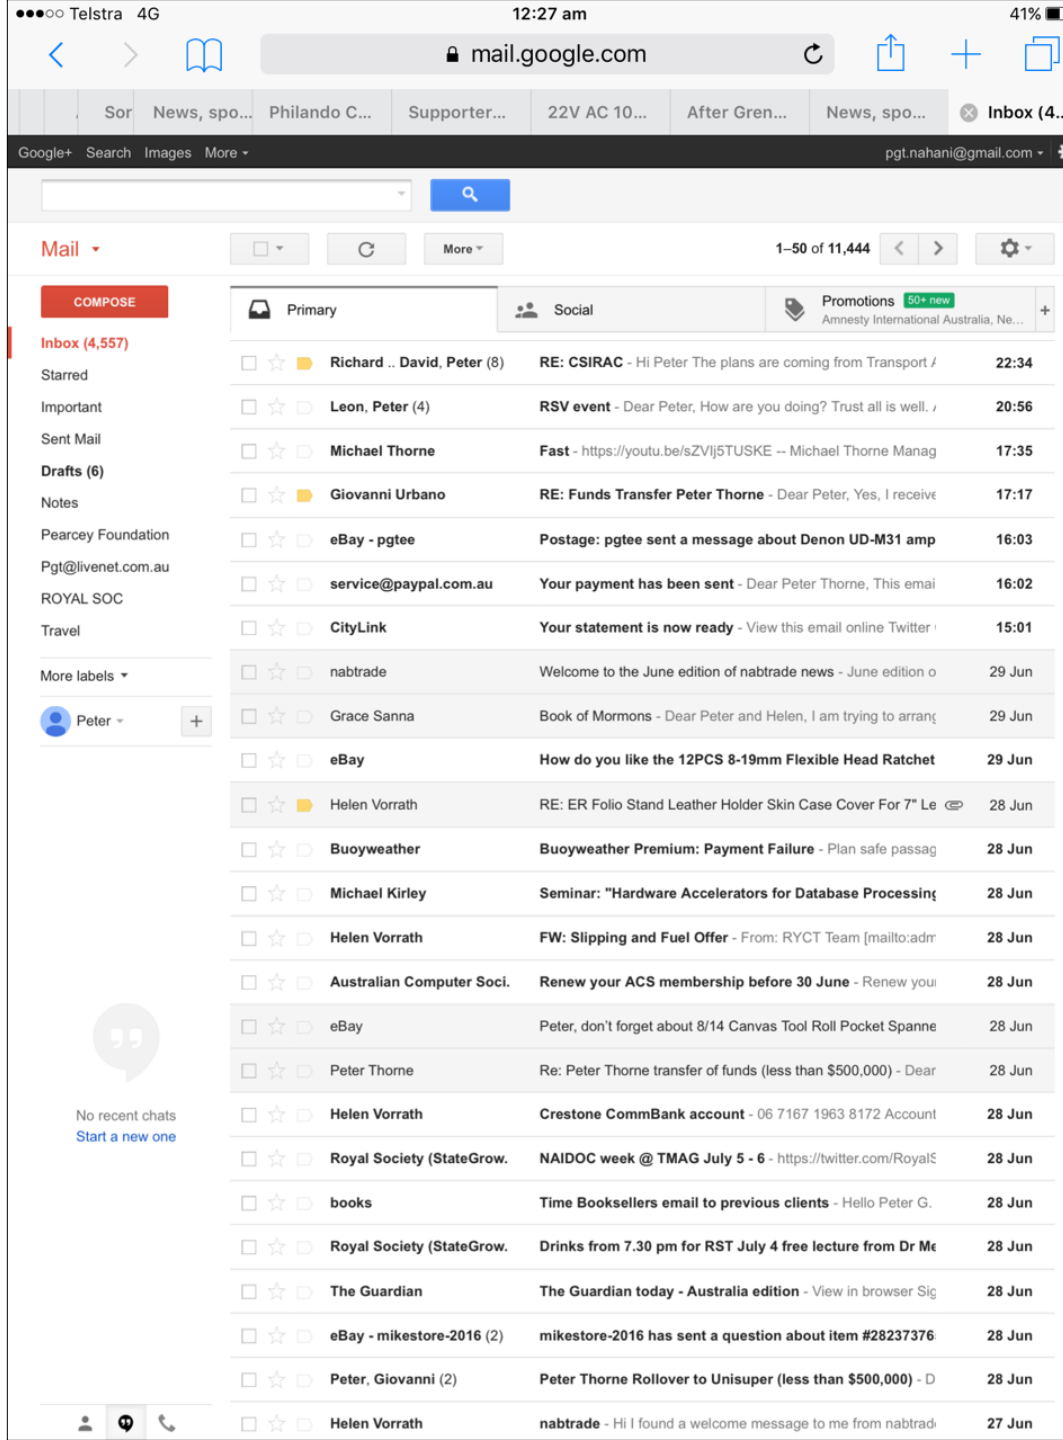 Telstra 4G 12:27 am 41%
mail.google.com
Sor News, spo... Philando C... Supporter... 22V AC 10... After Gren... News, spo... Inbox (4..
Google+ Search Images More pgt.nahani@gmail.com
Mail More 1–50 of 11,444
COMPOSE
Primary Social Promotions 50+ new
Amnesty International Australia, Ne...
Inbox (4,557)
Starred
Important
Sent Mail
Drafts (6)
Notes
Pearcey Foundation
Pgt@livenet.com.au
ROYAL SOC
Travel
More labels
Peter
No recent chats
Start a new one
Richard .. David, Peter (8) RE: CSIRAC - Hi Peter The plans are coming from Transport 22:34
Leon, Peter (4) RSV event - Dear Peter, How are you doing? Trust all is well. 20:56
Michael Thorne Fast - https://youtu.be/sZVIj5TUSKE -- Michael Thorne Manag 17:35
Giovanni Urbano RE: Funds Transfer Peter Thorne - Dear Peter, Yes, I receive 17:17
eBay - pgtee Postage: pgtee sent a message about Denon UD-M31 amp 16:03
service@paypal.com.au Your payment has been sent - Dear Peter Thorne, This emai 16:02
CityLink Your statement is now ready - View this email online Twitter 15:01
nabtrade Welcome to the June edition of nabtrade news - June edition o 29 Jun
Grace Sanna Book of Mormons - Dear Peter and Helen, I am trying to arrang 29 Jun
eBay How do you like the 12PCS 8-19mm Flexible Head Ratchet 29 Jun
Helen Vorrath RE: ER Folio Stand Leather Holder Skin Case Cover For 7" Le 28 Jun
Buoyweather Buoyweather Premium: Payment Failure - Plan safe passag 28 Jun
Michael Kirley Seminar: "Hardware Accelerators for Database Processing 28 Jun
Helen Vorrath FW: Slipping and Fuel Offer - From: RYCT Team [mailto:adm 28 Jun
Australian Computer Soci. Renew your ACS membership before 30 June - Renew your 28 Jun
eBay Peter, don't forget about 8/14 Canvas Tool Roll Pocket Spanne 28 Jun
Peter Thorne Re: Peter Thorne transfer of funds (less than $500,000) - Dear 28 Jun
Helen Vorrath Crestone CommBank account - 06 7167 1963 8172 Account 28 Jun
Royal Society (StateGrow. NAIDOC week @ TMAG July 5 - 6 - https://twitter.com/RoyalS 28 Jun
books Time Booksellers email to previous clients - Hello Peter G. 28 Jun
Royal Society (StateGrow. Drinks from 7.30 pm for RST July 4 free lecture from Dr Me 28 Jun
The Guardian The Guardian today - Australia edition - View in browser Sig 28 Jun
eBay - mikestore-2016 (2) mikestore-2016 has sent a question about item #28237376 28 Jun
Peter, Giovanni (2) Peter Thorne Rollover to Unisuper (less than $500,000) - D 28 Jun
Helen Vorrath nabtrade - Hi I found a welcome message to me from nabtrad 27 Jun